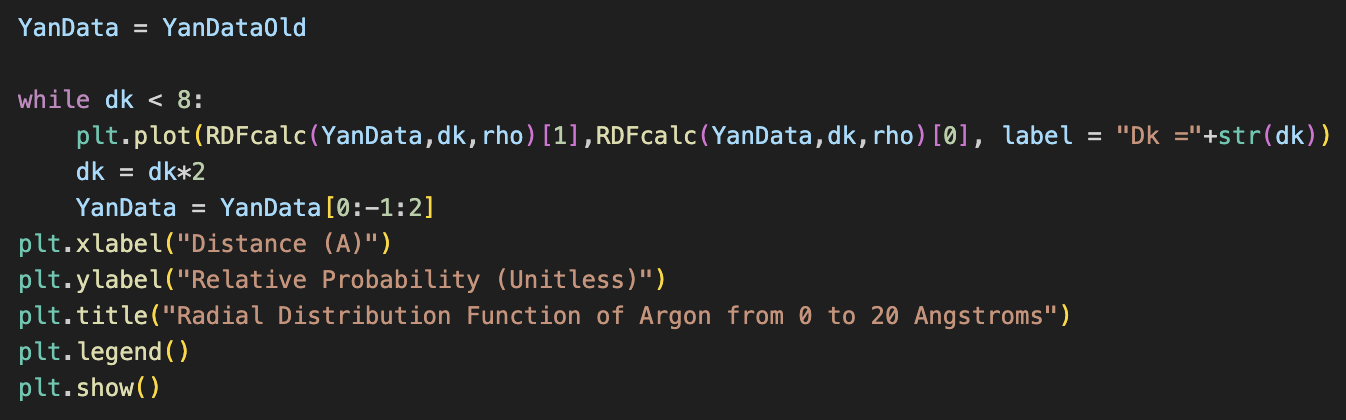 YanData = YanDataOld
while dk < 8:
    plt.plot(RDFcalc(YanData,dk,rho)[1],RDFcalc(YanData,dk,rho)[0], label = "Dk ="+str(dk))
    dk = dk*2
    YanData = YanData[0:-1:2]
plt.xlabel("Distance (A)")
plt.ylabel("Relative Probability (Unitless)")
plt.title("Radial Distribution Function of Argon from 0 to 20 Angstroms")
plt.legend()
plt.show()